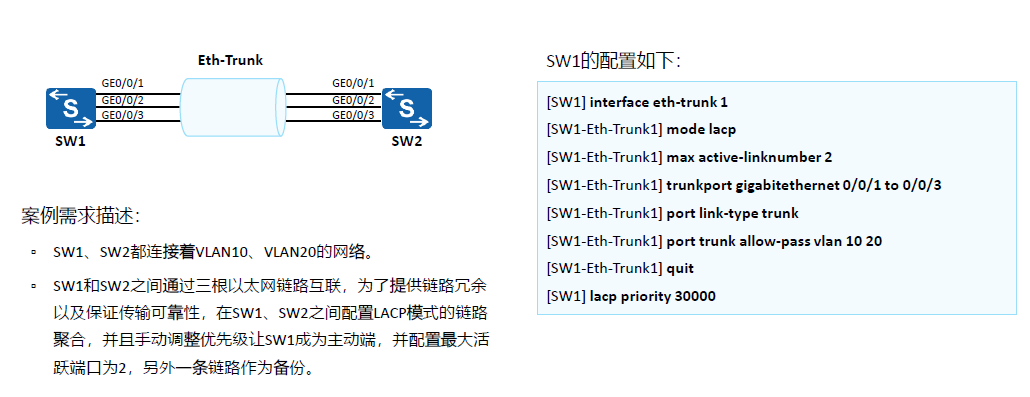 Eth-Trunk
GE0/0/1
GE0/0/1
GE0/0/2
GE0/0/2
GE0/0/3
GE0/0/3
S
S
SW1
SW2
案例需求描述：
▫ SW1、SW2都连接着VLAN10、VLAN20的网络。
▫ SW1和SW2之间通过三根以太网链路互联，为了提供链路冗余
以及保证传输可靠性，在SW1、SW2之间配置LACP模式的链路
聚合，并且手动调整优先级让SW1成为主动端，并配置最大活
跃端口为2，另外一条链路作为备份。
SW1的配置如下：
[SW1] interface eth-trunk 1
[SW1-Eth-Trunk1] mode lacp
[SW1-Eth-Trunk1] max active-linknumber 2
[SW1-Eth-Trunk1] trunkport gigabitethernet 0/0/1 to 0/0/3
[SW1-Eth-Trunk1] port link-type trunk
[SW1-Eth-Trunk1] port trunk allow-pass vlan 10 20
[SW1-Eth-Trunk1] quit
[SW1] lacp priority 30000